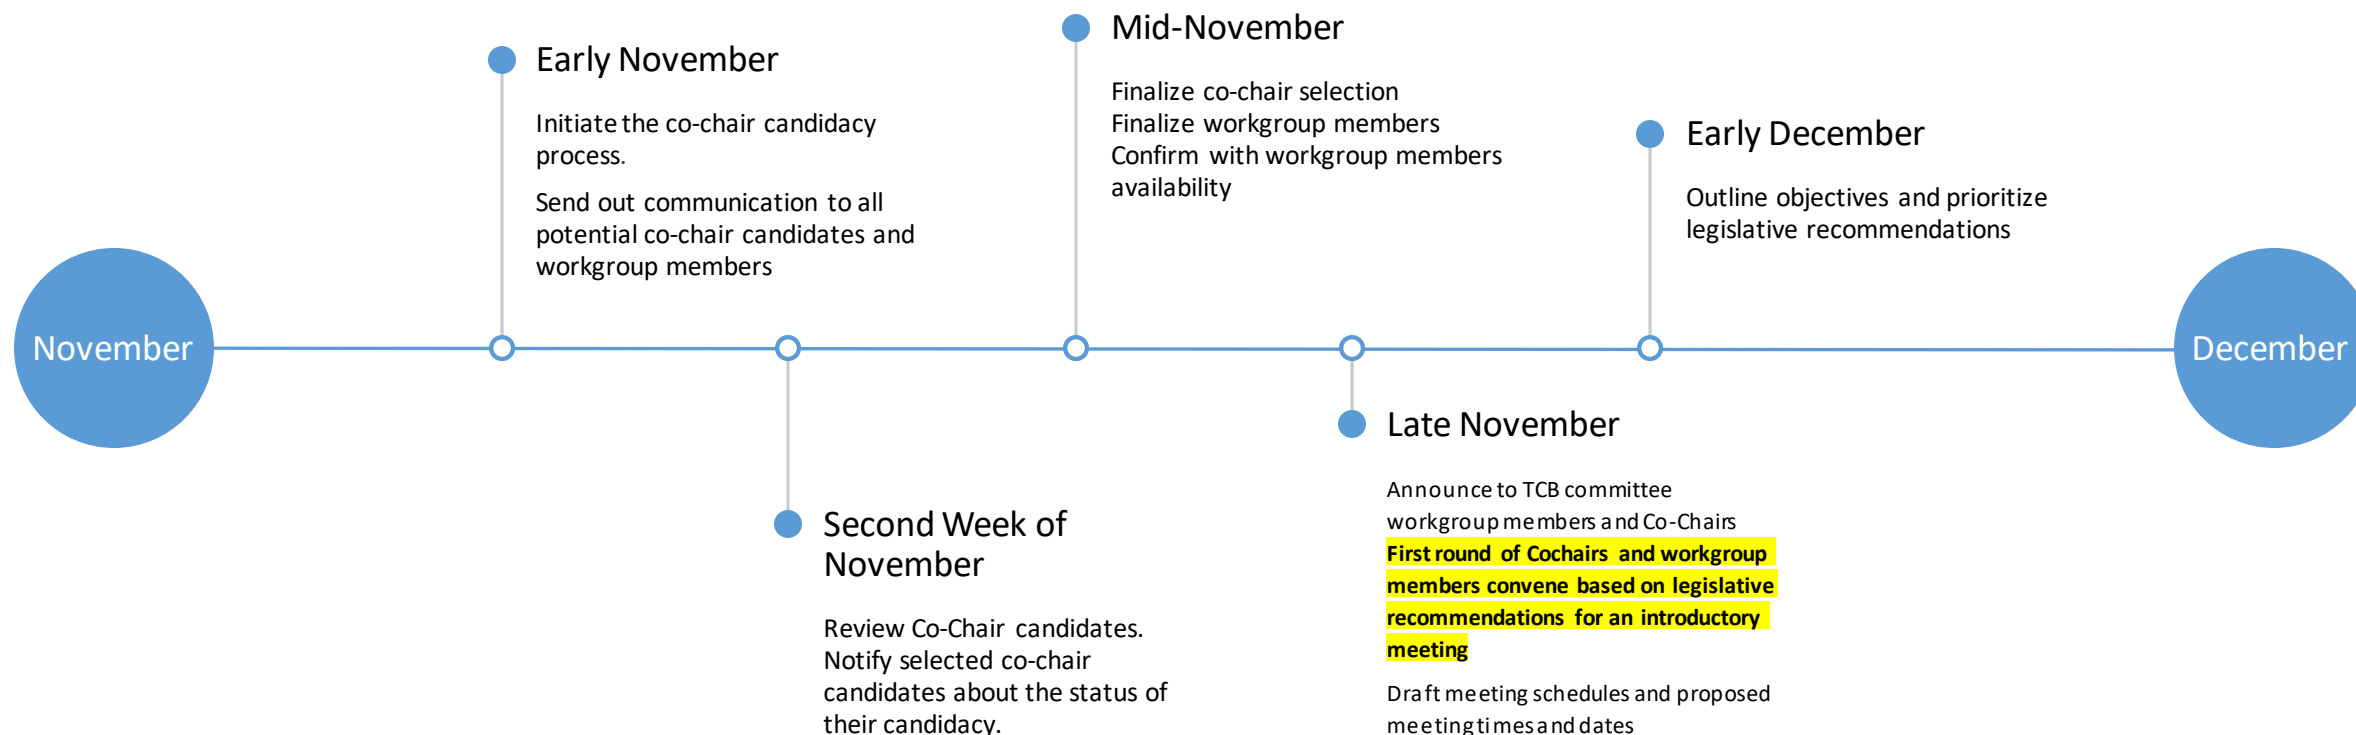 November
Early November
Initiate the co-chair candidacy
process.
Send out communication to all
potential co-chair candidates and
workgroup members
Second Week of
November
Review Co-Chair candidates.
Notify selected co-chair
candidates about the status of
their candidacy.
Mid-November
Finalize co-chair selection
Finalize workgroup members
Confirm with workgroup members
availability
Late November
Announce to TCB committee
workgroup members and Co-Chairs
First round of Cochairs and workgroup
members convene based on legislative
recommendations for an introductory
meeting
Draft meeting schedules and proposed
meeting times and dates
Early December
Outline objectives and prioritize
legislative recommendations
December